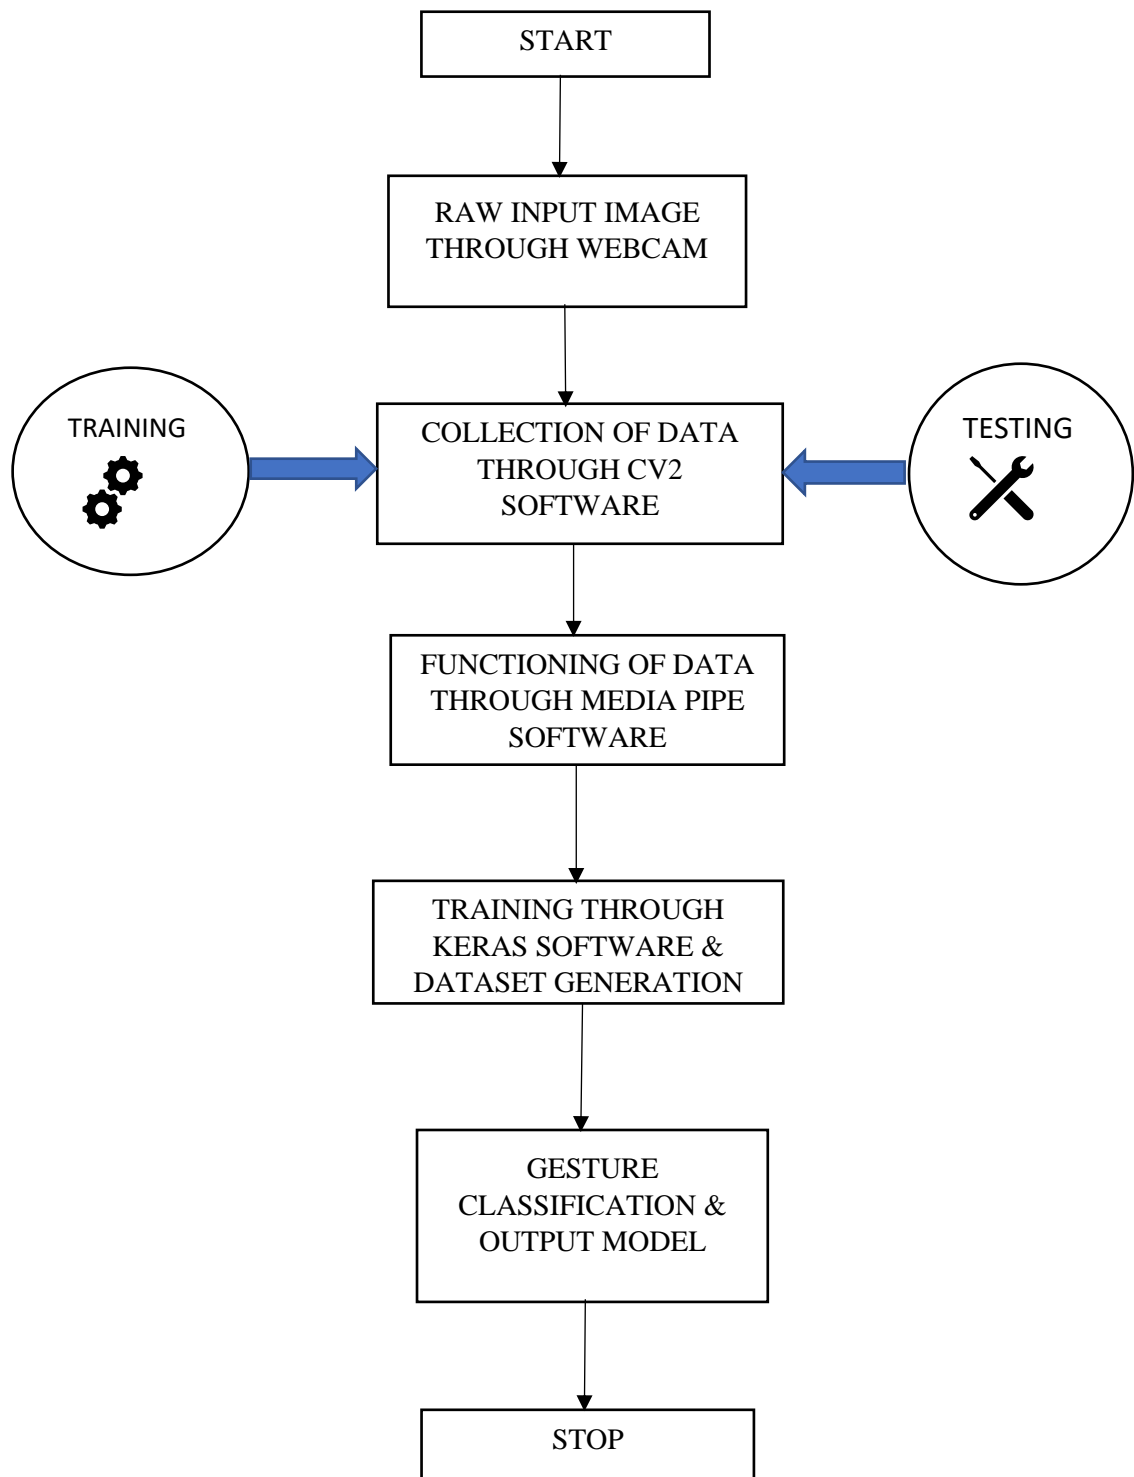 START
RAW INPUT IMAGE
THROUGH WEBCAM
TRAINING
COLLECTION OF DATA
THROUGH CV2
SOFTWARE
TESTING
FUNCTIONING OF DATA
THROUGH MEDIA PIPE
SOFTWARE
TRAINING THROUGH
KERAS SOFTWARE &
DATASET GENERATION
GESTURE
CLASSIFICATION &
OUTPUT MODEL
STOP